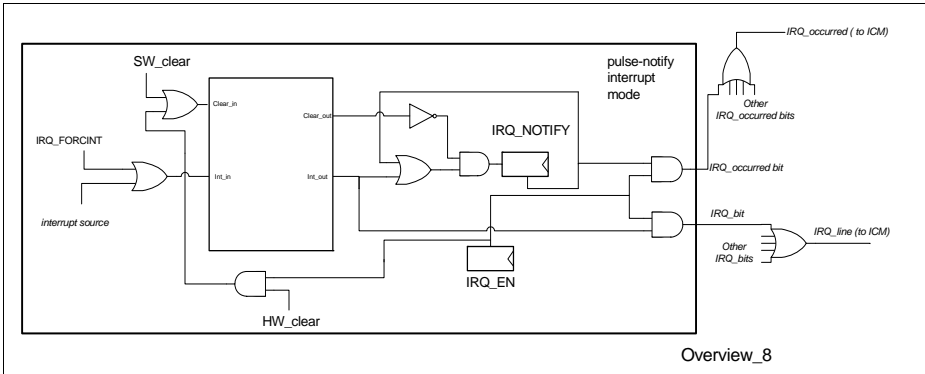 IRQ_occurred ( to ICM)
SW_clear
pulse-notify
interrupt
mode
Clear_in
Other
IRQ_occurred bits
Clear_out
IRQ_NOTIFY
IRQ_FORCINT
IRQ_occurred bit
Int_in
Int_out
interrupt source
IRQ_bit
IRQ_line (to ICM)
Other
IRQ_bits
IRQ_EN
HW_clear
Overview_8